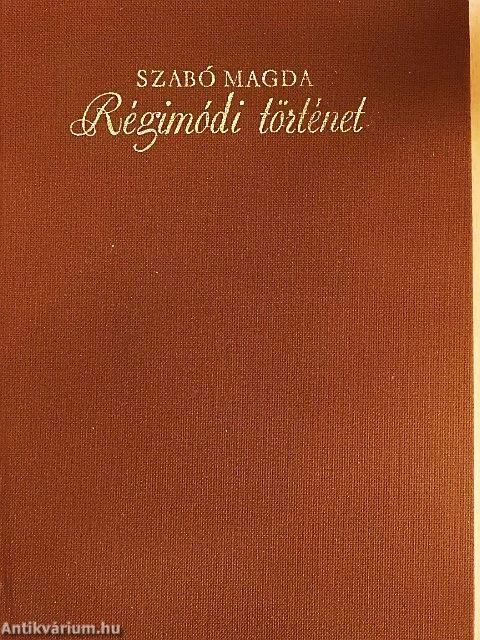 SZABÓ MAGDA
Régimódi történet
Antikvárium.hu